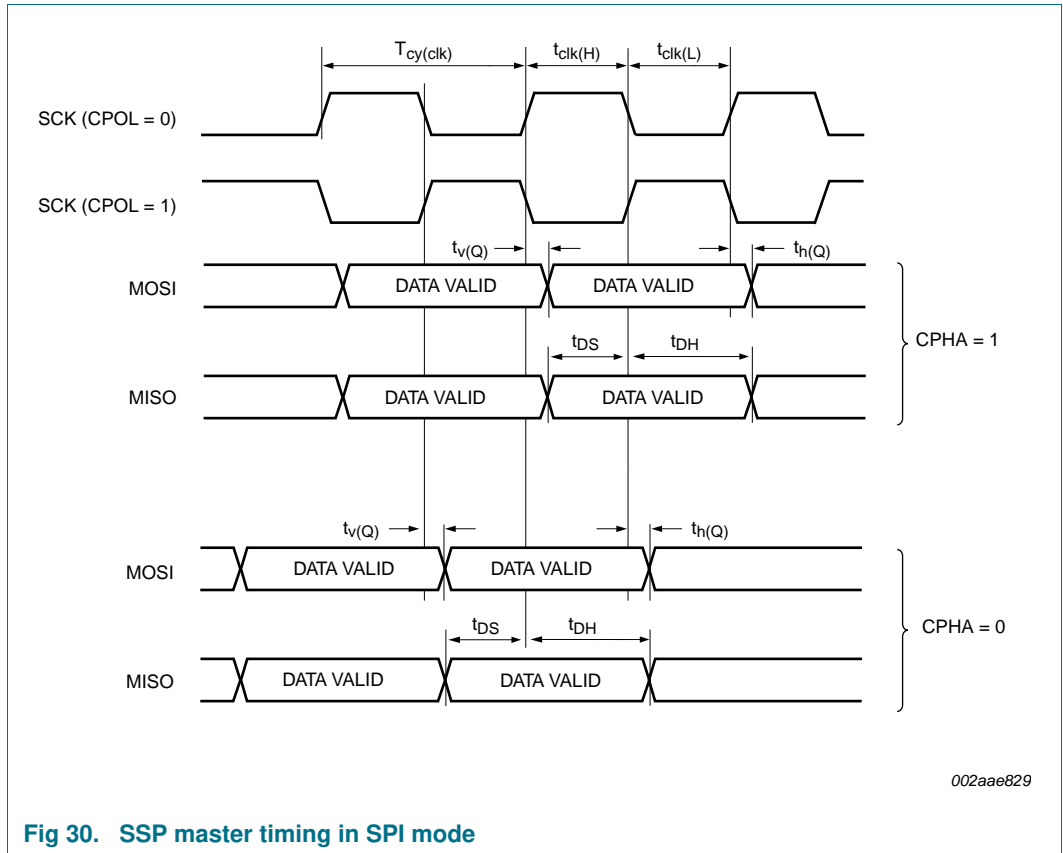 Tcy(clk) tclk(H) tclk(L)
SCK (CPOL = 0)
SCK (CPOL = 1)
tv(Q) th(Q)
MOSI DATA VALID DATA VALID
CPHA = 1
tDS tDH
MISO DATA VALID DATA VALID
tv(Q) th(Q)
MOSI DATA VALID DATA VALID
CPHA = 0
tDS tDH
MISO DATA VALID DATA VALID
002aae829
Fig 30. SSP master timing in SPI mode